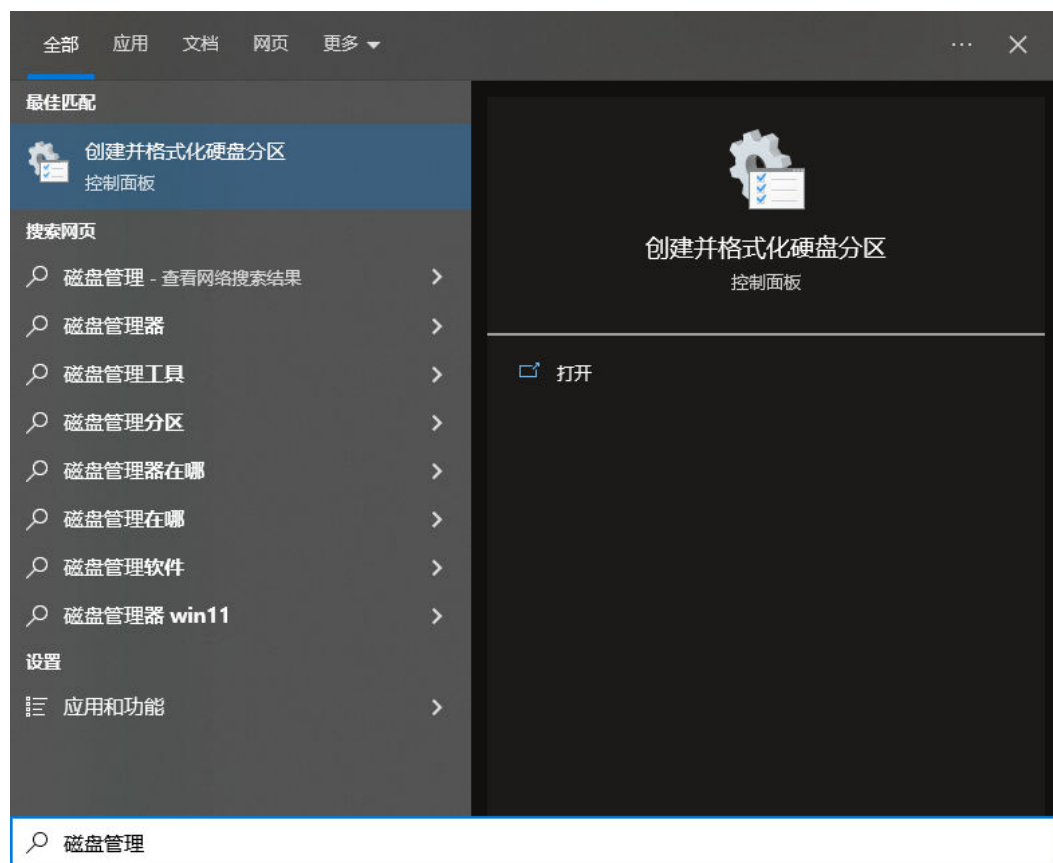 全部 应用 文档 网页 更多
最佳匹配
创建并格式化硬盘分区
控制面板
搜索网页
磁盘管理 - 查看网络搜索结果
磁盘管理器
磁盘管理工具
磁盘管理分区
磁盘管理器在哪
磁盘管理在哪
磁盘管理软件
磁盘管理器 win11
设置
应用和功能
创建并格式化硬盘分区
控制面板
打开
磁盘管理